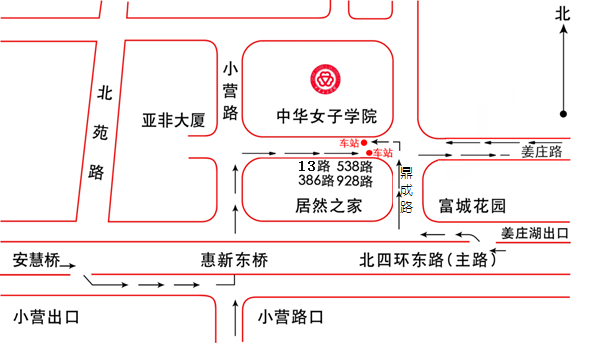 北
小营路
北苑路
亚非大厦
中华女子学院
车站
车站
姜庄路
13路 538路
386路 928路
鼎成路
居然之家
富城花园
姜庄湖出口
安慧桥
惠新东桥
北四环东路(主路)
小营出口
小营路口